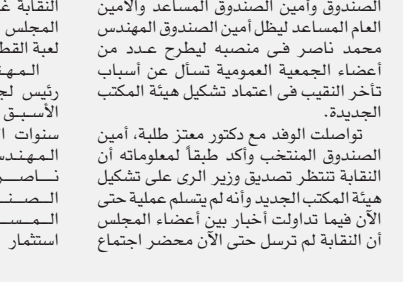 الصندوق وأمين الصندوق المساعد والأمين
العام المساعد ليظل أمين الصندوق المهندس
محمد ناصر فى منصبه ليطرح عدد من
أعضاء الجمعية العمومية تسأل عن أسباب
تأخر النقيب فى اعتماد تشكيل هيئة المكتب
الجديدة.
تواصلت الوفد مع دكتور معتز طلبة، أمين
الصندوق المنتخب وأكد طبقاً لمعلوماته أن
النقابة تنتظر تصديق وزير الرى على تشكيل
هيئة المكتب الجديد وأنه لم يتسلم عملية حتى
الآن فيما تداولت أخبار بين أعضاء المجلس
أن النقابة لم ترسل حتى الآن محضر اجتماع
النقابة
المجلس
لعبة القط
المهن
رئيس لج
الأسبق
سنوات ا
المهندس
ناصر
الصن
المس
استثمار